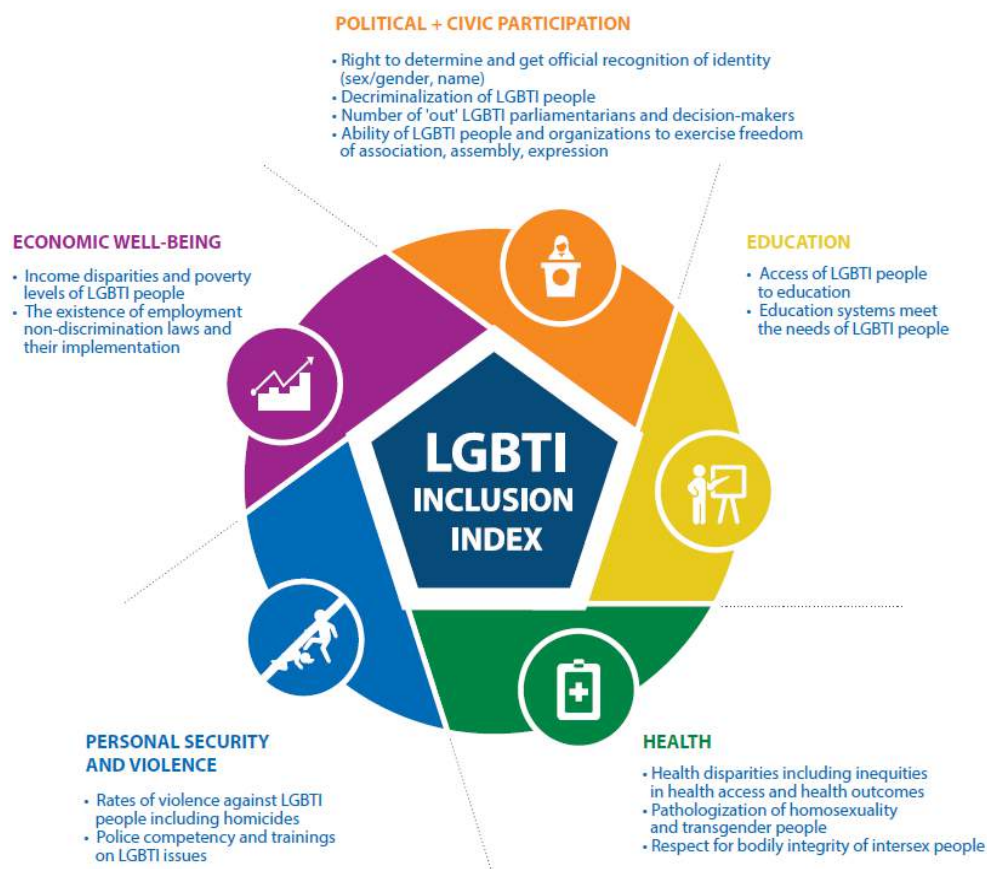 POLITICAL + CIVIC PARTICIPATION
• Right to determine and get official recognition of identity
(sex/gender, name)
• Decriminalization of LGBTI people
• Number of 'out' LGBTI parliamentarians and decision-makers
• Ability of LGBTI people and organizations to exercise freedom
of association, assembly, expression
ECONOMIC WELL-BEING
• Income disparities and poverty
levels of LGBTI people
• The existence of employment
non-discrimination laws and
their implementation
EDUCATION
• Access of LGBTI people
to education
• Education systems meet
the needs of LGBTI people
LGBTI
INCLUSION
INDEX
PERSONAL SECURITY
AND VIOLENCE
• Rates of violence against LGBTI
people including homicides
• Police competency and trainings
on LGBTI issues
HEALTH
• Health disparities including inequities
in health access and health outcomes
• Pathologization of homosexuality
and transgender people
• Respect for bodily integrity of intersex people